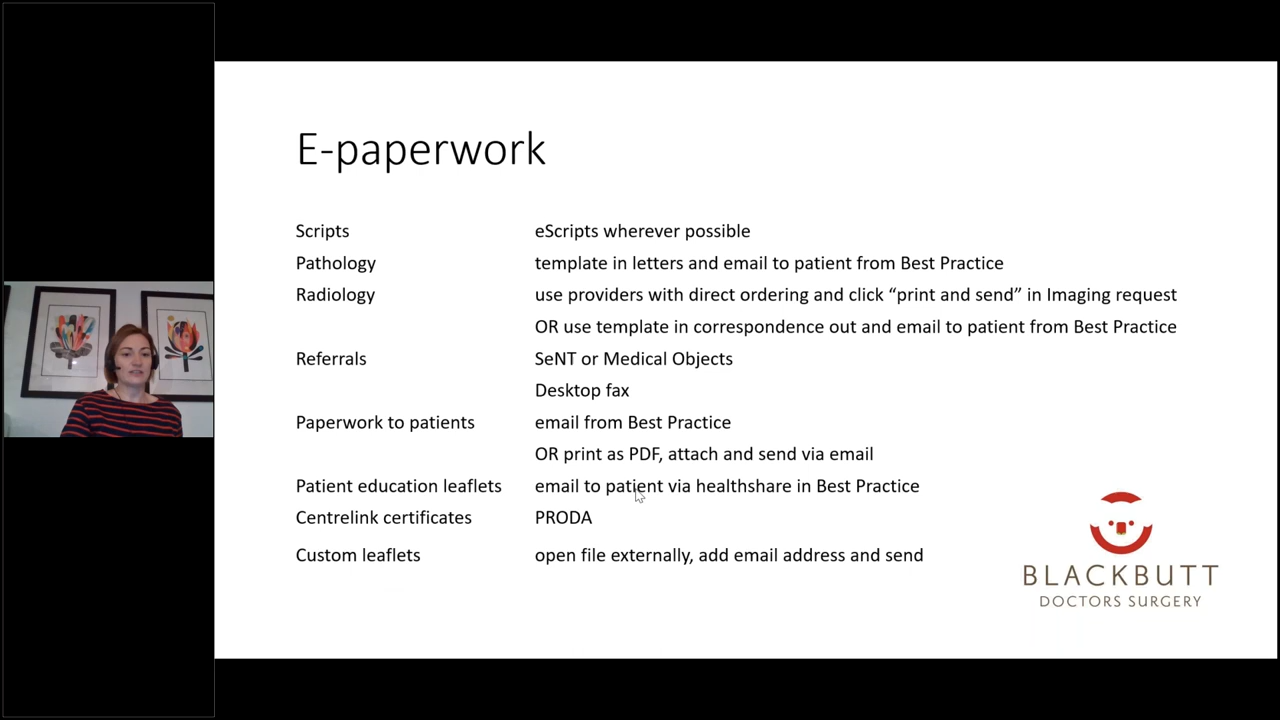 E-paperwork
Scripts eScripts wherever possible
Pathology template in letters and email to patient from Best Practice
Radiology use providers with direct ordering and click “print and send” in Imaging request
OR use template in correspondence out and email to patient from Best Practice
Referrals SeNT or Medical Objects
Desktop fax
Paperwork to patients email from Best Practice
OR print as PDF, attach and send via email
Patient education leaflets email to patient via healthshare in Best Practice
Centrelink certificates PRODA
Custom leaflets open file externally, add email address and send
BLACKBUTT
DOCTORS SURGERY